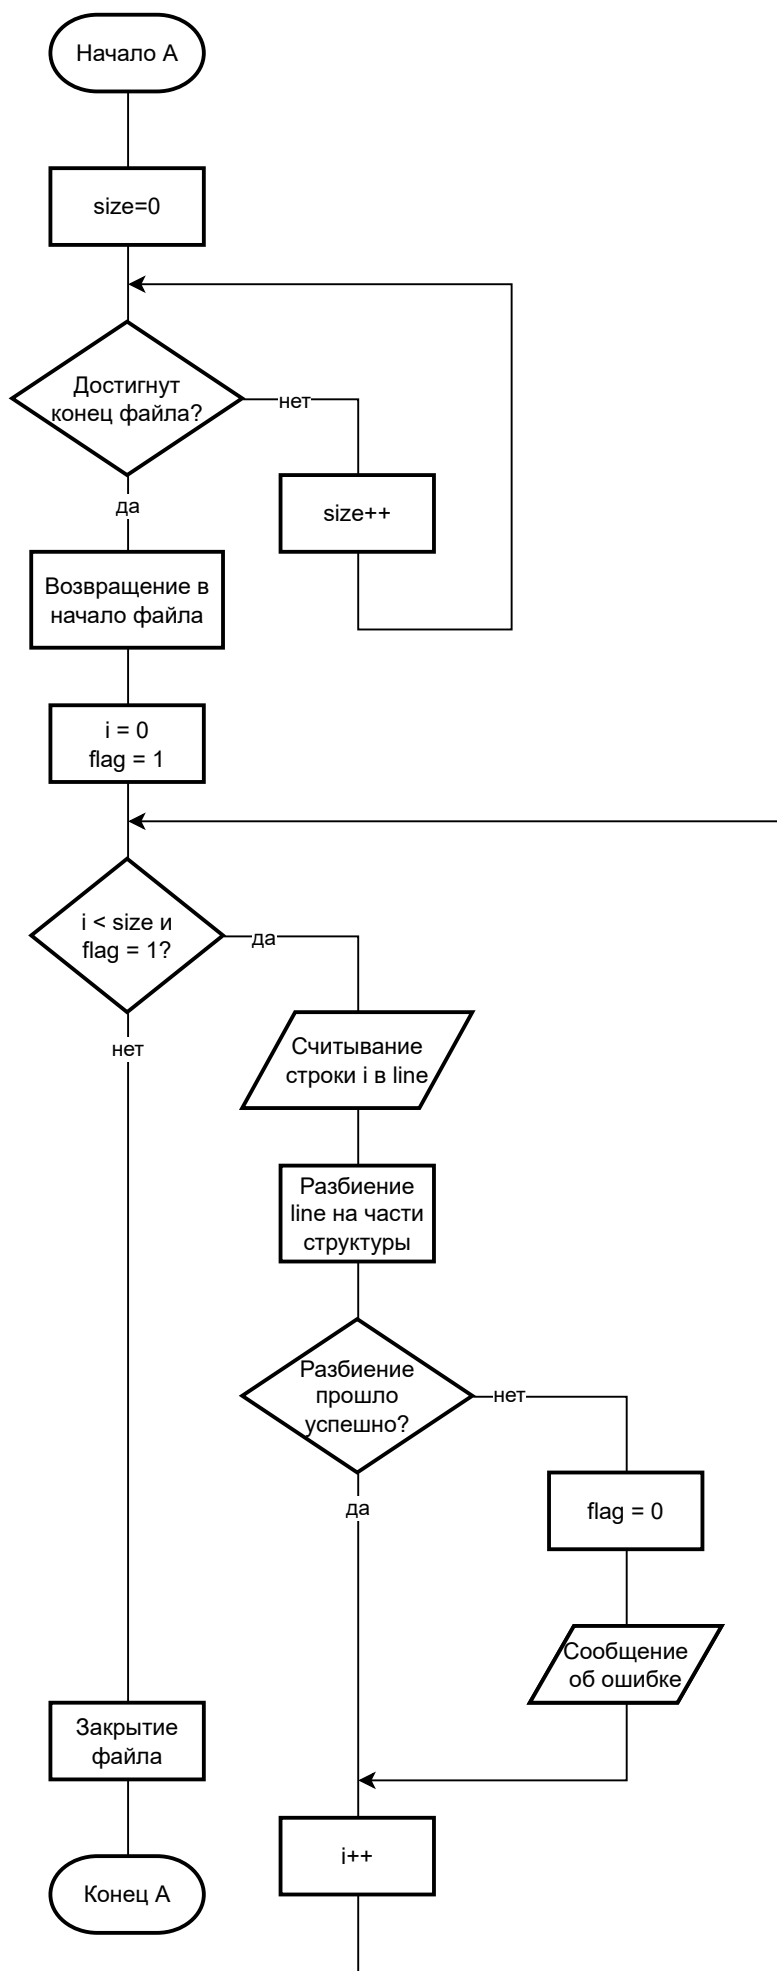 Начало А
size=0
Достигнут
конец файла?
нет
size++
да
Возвращение в
начало файла
i = 0
flag = 1
i < size и
flag = 1?
да
нет
Считывание
строки i в line
Разбиение
line на части
структуры
Разбиение
прошло
успешно?
нет
да
flag = 0
Сообщение
об ошибке
Закрытие
файла
i++
Конец А